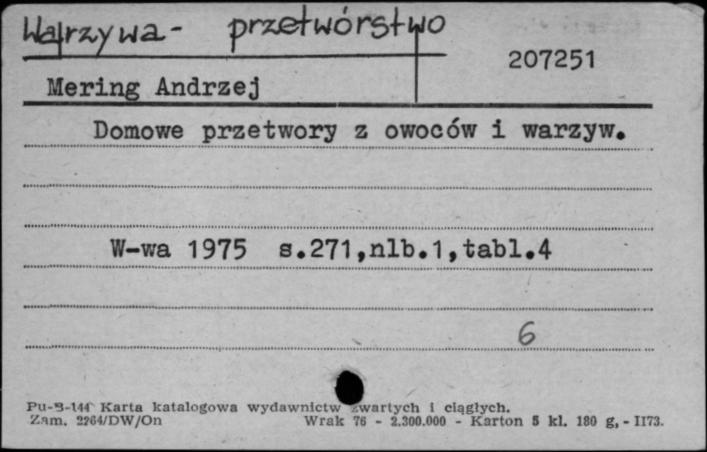 Warzywa - przetwórstwo
207251
Mering Andrzej
Domowe przetwory z owoców i warzyw.
W-wa 1975 s.271,nlb.1,tabl.4
6
Pu-B-144 Karta katalogowa wydawnictw zwartych i ciągłych.
Zam. 2264/DW/On Wrak 76 - 2.300.000 - Karton 5 kl. 180 g, - II73.